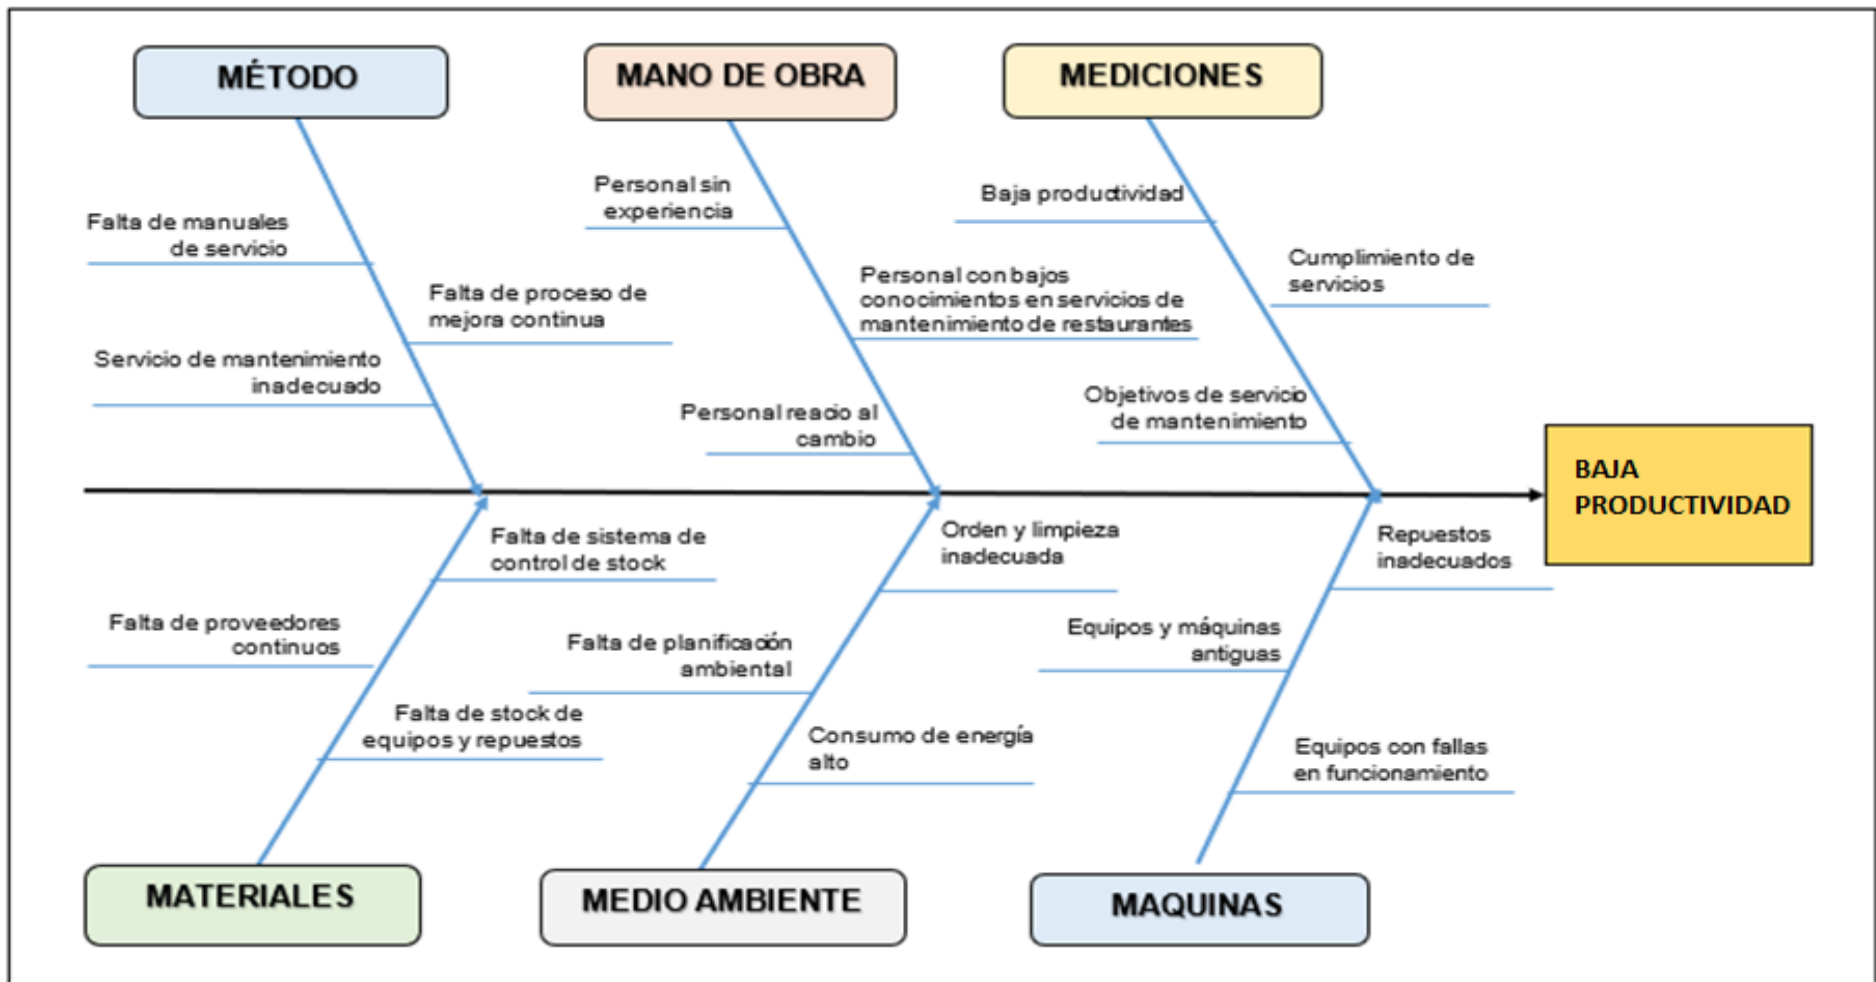 MÉTODO
MANO DE OBRA
MEDICIONES
Falta de manuales
de servicio
Falta de proceso de
mejora continua
Servicio de mantenimiento
inadecuado
Personal sin
experiencia
Personal con bajos
conocimientos en servicios de
mantenimiento de restaurantes
Personal reacio al
cambio
Baja productividad
Cumplimiento de
servicios
Objetivos de servicio
de mantenimiento
BAJA
PRODUCTIVIDAD
Falta de sistema de
control de stock
Falta de proveedores
continuos
Falta de stock de
equipos y repuestos
Orden y limpieza
inadecuada
Falta de planificación
ambiental
Consumo de energía
alto
Repuestos
inadecuados
Equipos y máquinas
antiguas
Equipos con fallas
en funcionamiento
MATERIALES
MEDIO AMBIENTE
MAQUINAS